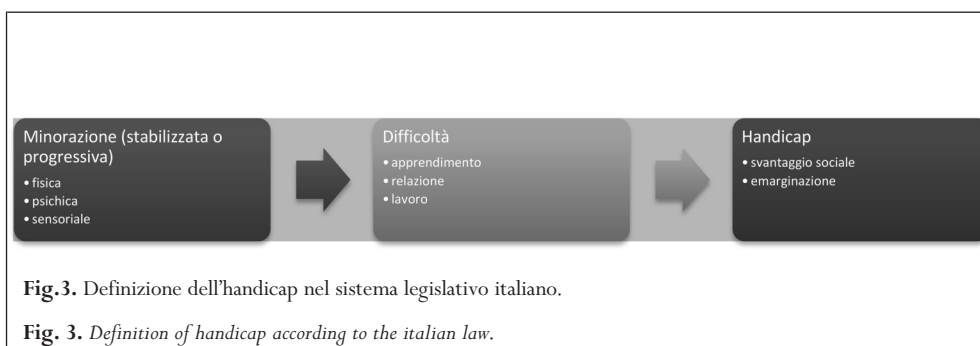 Minorazione (stabilizzata o
progressiva)
• fisica
• psichica
• sensoriale
Difficoltà
• apprendimento
• relazione
• lavoro
Handicap
• svantaggio sociale
• emarginazione
Fig.3. Definizione dell'handicap nel sistema legislativo italiano.
Fig. 3. Definition of handicap according to the italian law.